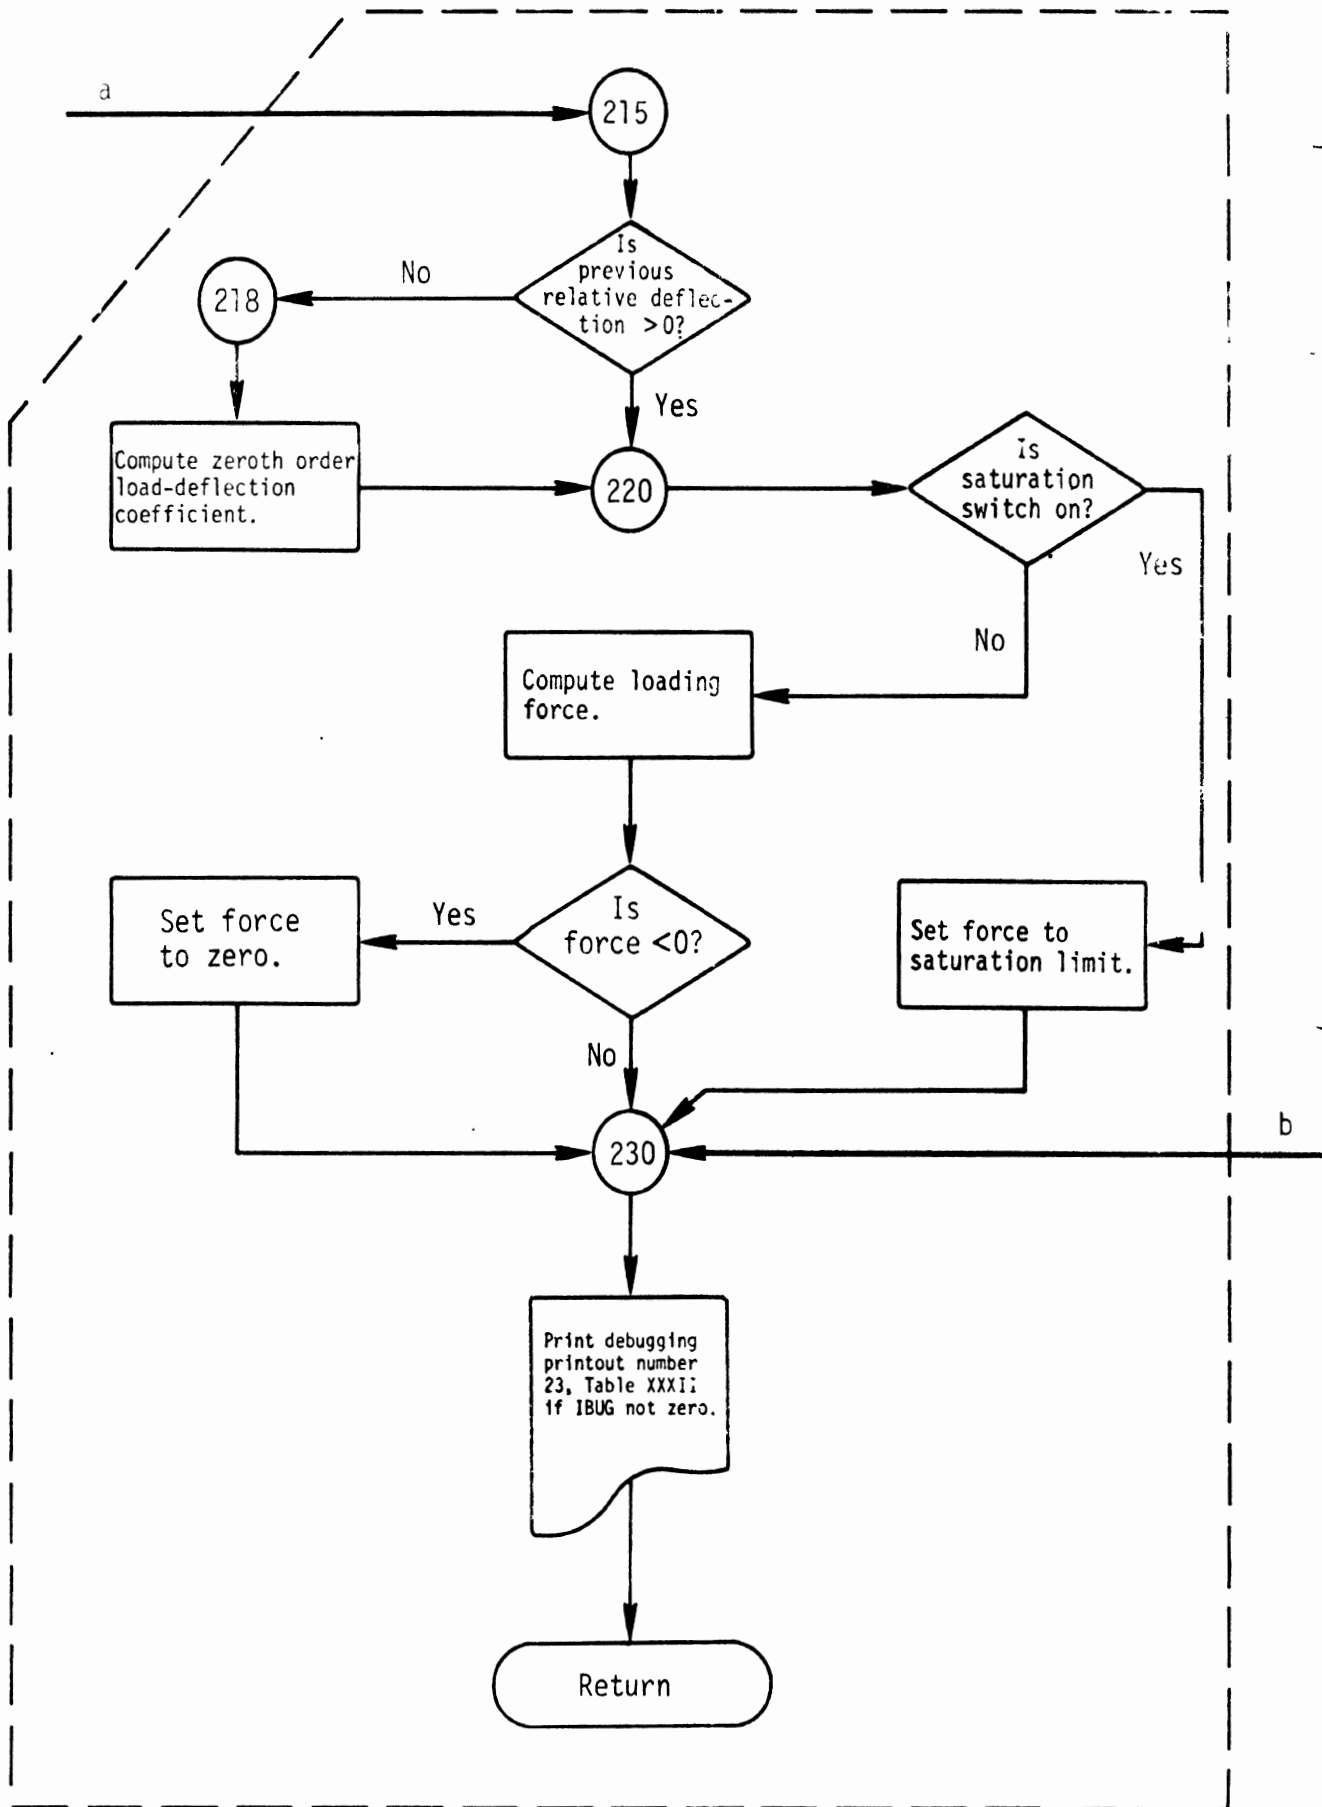 a
215
Is
previous
relative deflec-
tion >0?
No
218
Yes
Compute zeroth order
load-deflection
coefficient.
220
Is
saturation
switch on?
Yes
No
Compute loading
force.
Set force
to zero.
Yes
Is
force <0?
Set force to
saturation limit.
No
b
230
Print debugging
printout number
23, Table XXXII
if IBUG not zero.
Return